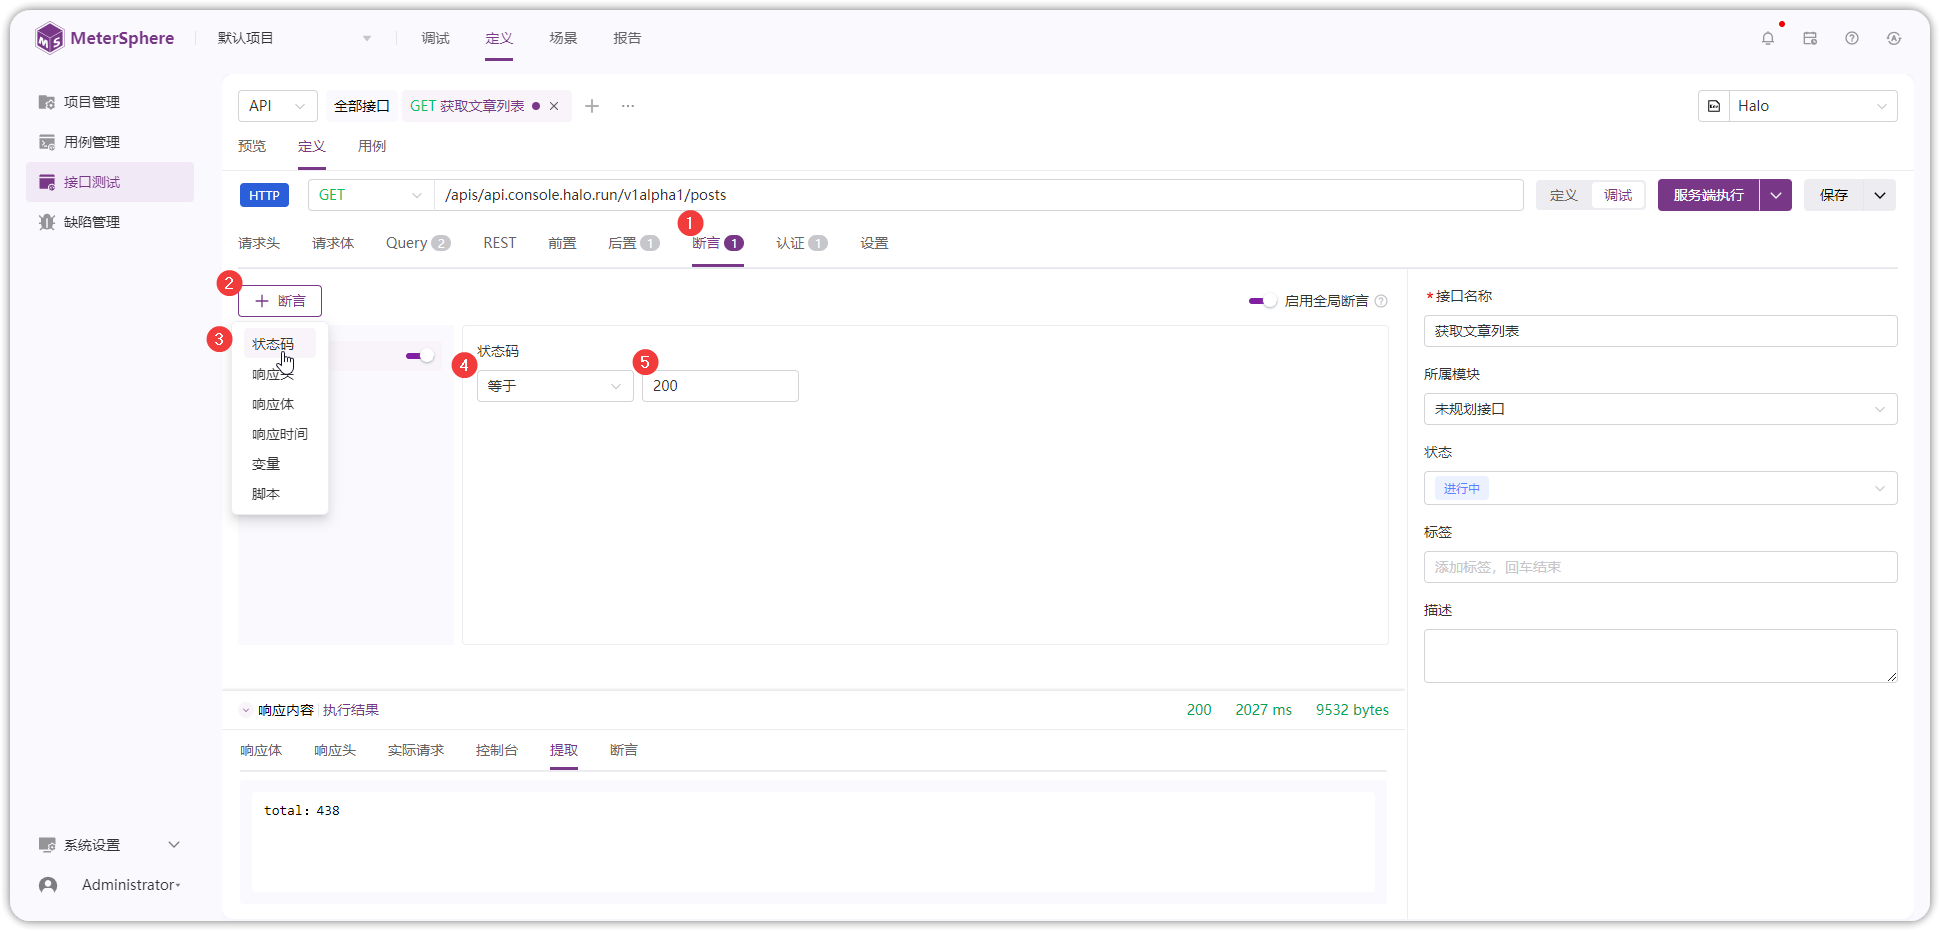 MeterSphere 默认项目 调试 定义 场景 报告
项目管理
用例管理
接口测试
缺陷管理
系统设置
Administrator
API 全部接口 GET 获取文章列表 Halo
预览 定义 用例
HTTP GET /apis/api.console.halo.run/v1alpha1/posts 定义 调试 服务端执行 保存
1
请求头 请求体 Query 2 REST 前置 后置 1 断言 1 认证 1 设置
2
断言 启用全局断言
3
状态码
响应头
响应体
响应时间
变量
脚本
状态码
4 5
等于 200
*接口名称
获取文章列表
所属模块
未规划接口
状态
进行中
标签
添加标签，回车结束
描述
响应内容 执行结果 200 2027 ms 9532 bytes
响应体 响应头 实际请求 控制台 提取 断言
total: 438